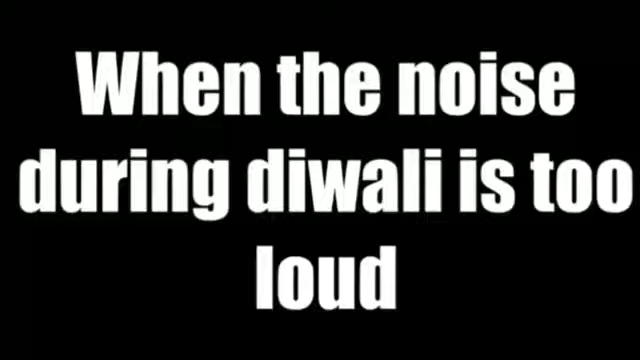 When the noise
during diwali is too
loud